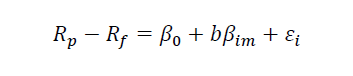 R_p − R_f = β_0 + bβ_im + ε_i